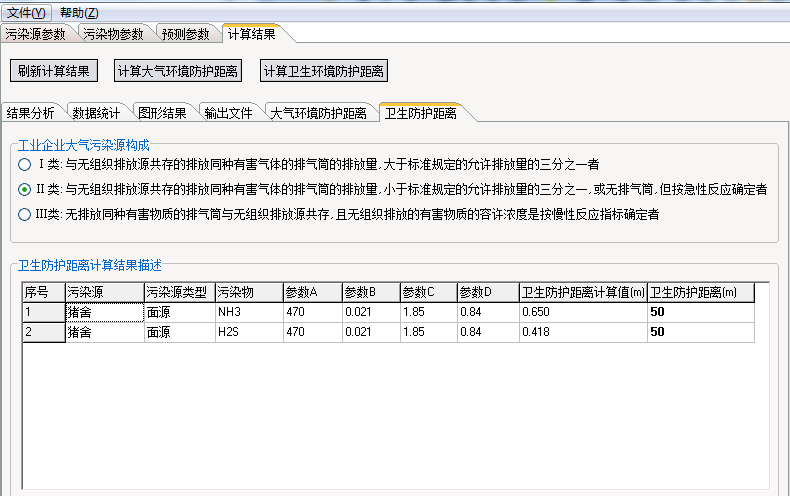 文件(Y) 帮助(Z)
污染源参数 污染物参数 预测参数 计算结果
刷新计算结果 计算大气环境防护距离 计算卫生环境防护距离
结果分析 数据统计 图形结果 输出文件 大气环境防护距离 卫生防护距离
工业企业大气污染源构成
I 类: 与无组织排放源共存的排放同种有害气体的排气筒的排放量,大于标准规定的允许排放量的三分之一者
II 类: 与无组织排放源共存的排放同种有害气体的排气筒的排放量,小于标准规定的允许排放量的三分之一,或无排气筒,但按急性反应确定者
III类: 无排放同种有害物质的排气筒与无组织排放源共存,且无组织排放的有害物质的容许浓度是按慢性反应指标确定者
卫生防护距离计算结果描述
序号 污染源 污染源类型 污染物 参数A 参数B 参数C 参数D 卫生防护距离计算值(m) 卫生防护距离(m)
1 猪舍 面源 NH3 470 0.021 1.85 0.84 0.650 50
2 猪舍 面源 H2S 470 0.021 1.85 0.84 0.418 50